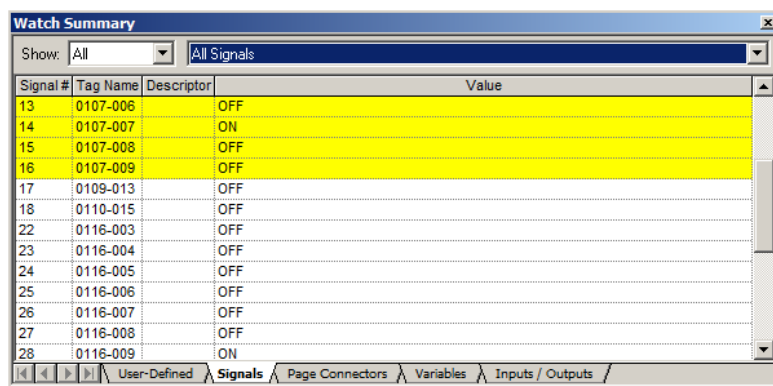 Watch Summary
Show: All All Signals
Signal # Tag Name Descriptor Value
13 0107-006 OFF
14 0107-007 ON
15 0107-008 OFF
16 0107-009 OFF
17 0109-013 OFF
18 0110-015 OFF
22 0116-003 OFF
23 0116-004 OFF
24 0116-005 OFF
25 0116-006 OFF
26 0116-007 OFF
27 0116-008 OFF
28 0116-009 ON
User-Defined Signals Page Connectors Variables Inputs / Outputs